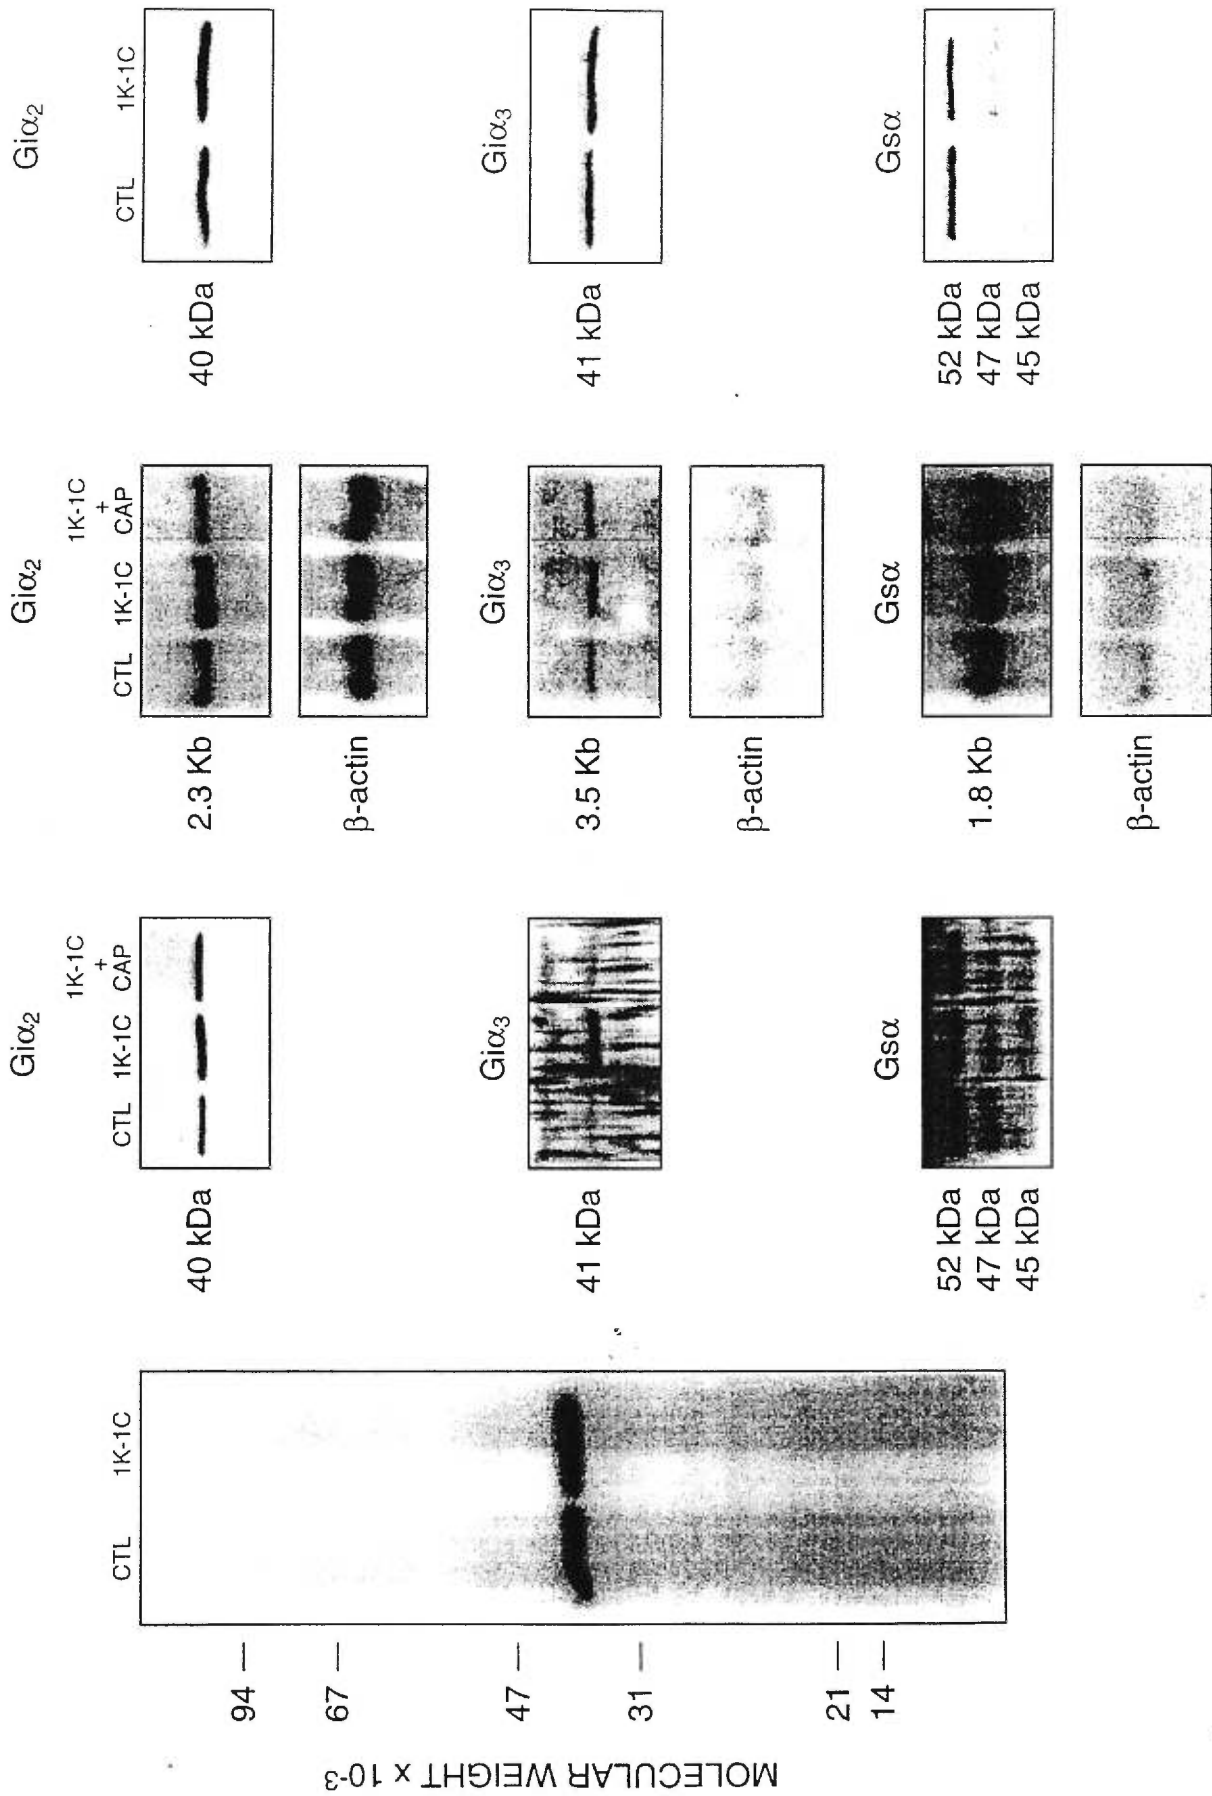 MOLECULAR WEIGHT x 10-3
94
67
47
31
21
14
CTL 1K-1C
Giα2
CTL 1K-1C 1K-1C + CAP
40 kDa
Giα3
41 kDa
Gsα
52 kDa
47 kDa
45 kDa
Giα2
CTL 1K-1C 1K-1C + CAP
2.3 Kb
β-actin
Giα3
3.5 Kb
β-actin
Gsα
1.8 Kb
β-actin
Giα2
CTL 1K-1C
40 kDa
Giα3
41 kDa
Gsα
52 kDa
47 kDa
45 kDa